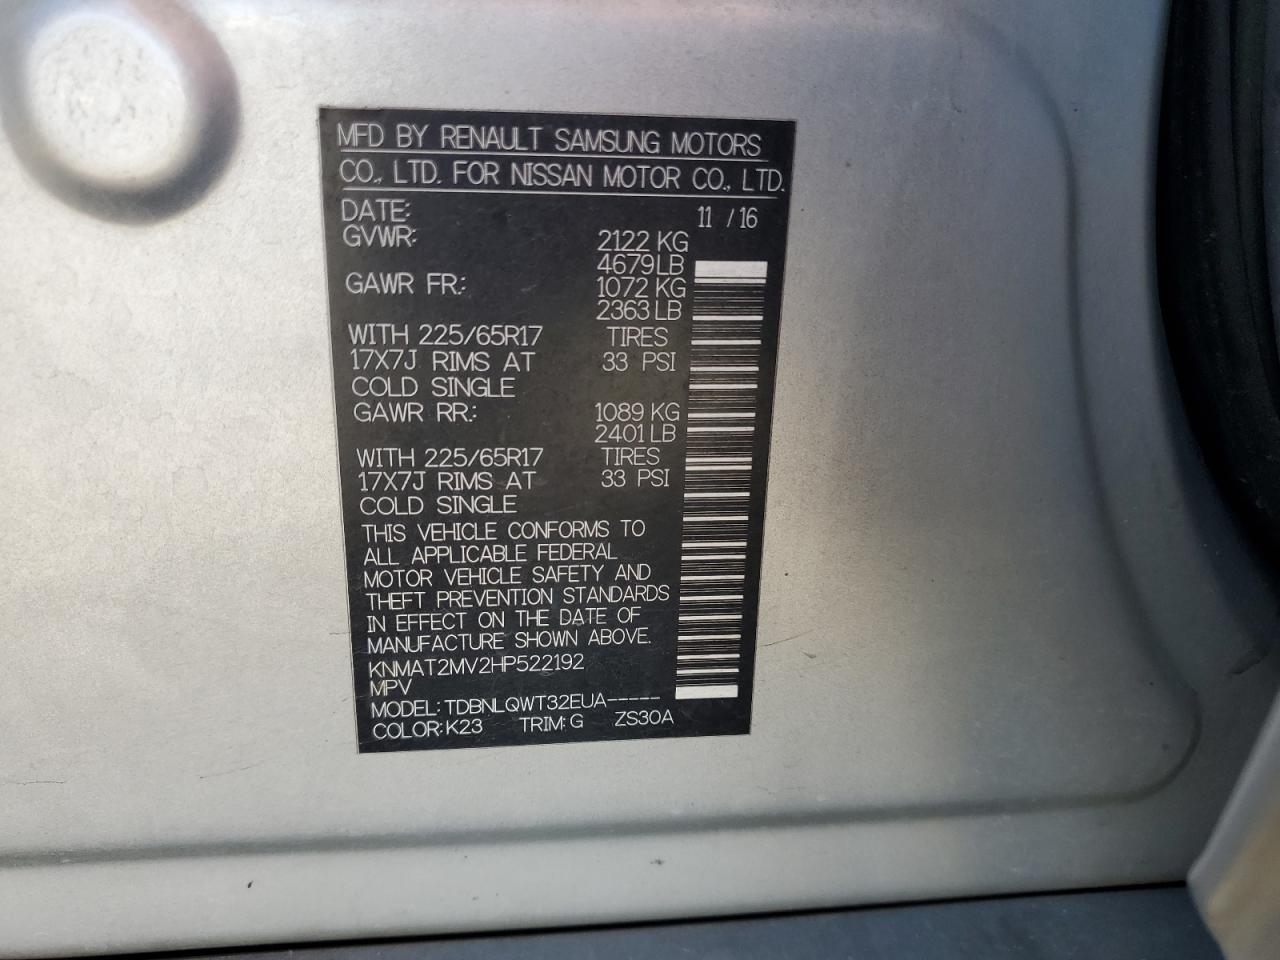 MFD BY RENAULT SAMSUNG MOTORS
CO., LTD. FOR NISSAN MOTOR CO., LTD.
DATE: 11 / 16
GVWR: 2122 KG
4679 LB
GAWR FR: 1072 KG
2363 LB
WITH 225/65R17 TIRES
17X7J RIMS AT 33 PSI
COLD SINGLE
GAWR RR: 1089 KG
2401 LB
WITH 225/65R17 TIRES
17X7J RIMS AT 33 PSI
COLD SINGLE
THIS VEHICLE CONFORMS TO
ALL APPLICABLE FEDERAL
MOTOR VEHICLE SAFETY AND
THEFT PREVENTION STANDARDS
IN EFFECT ON THE DATE OF
MANUFACTURE SHOWN ABOVE.
KNMAT2MV2HP522192
MPV
MODEL: TDBNLQWT32EUA-----
COLOR: K23 TRIM: G ZS30A